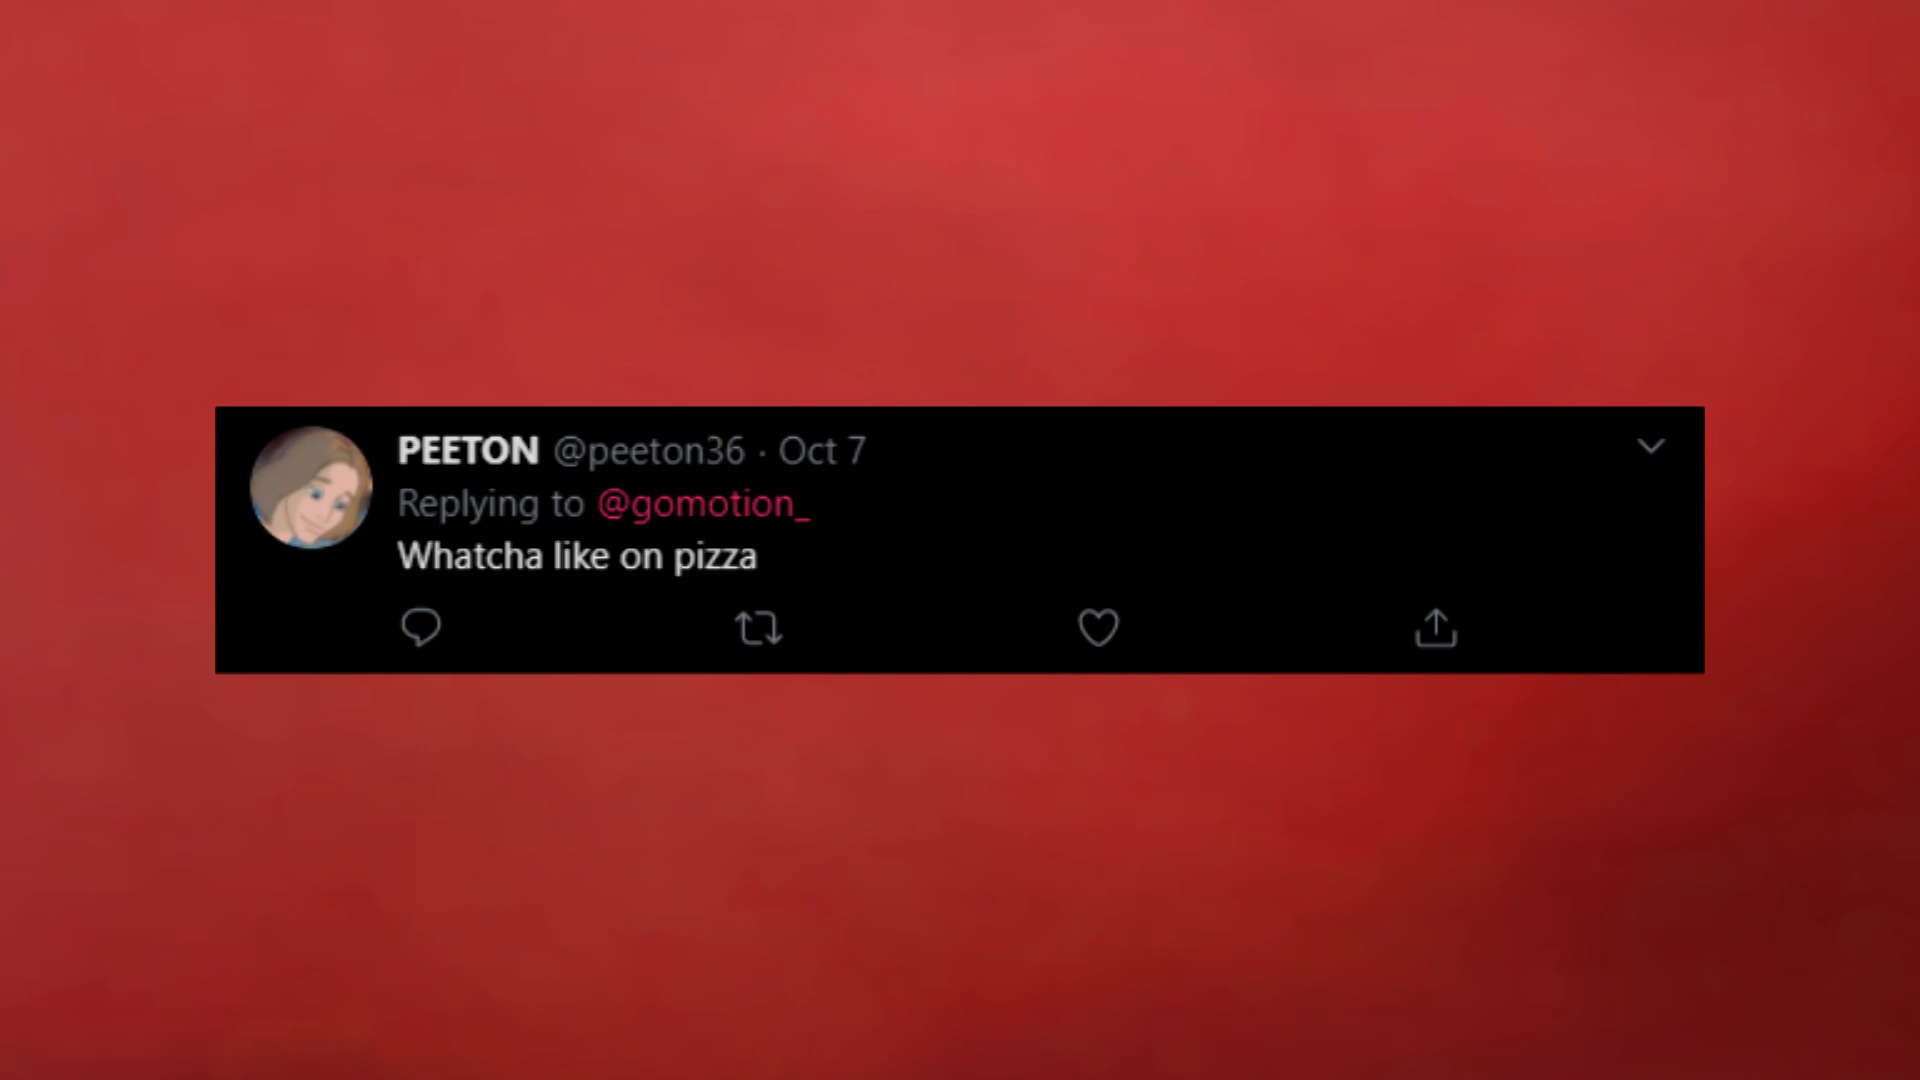 PEETON @peeton36 · Oct 7
Replying to @gomotion_
Whatcha like on pizza